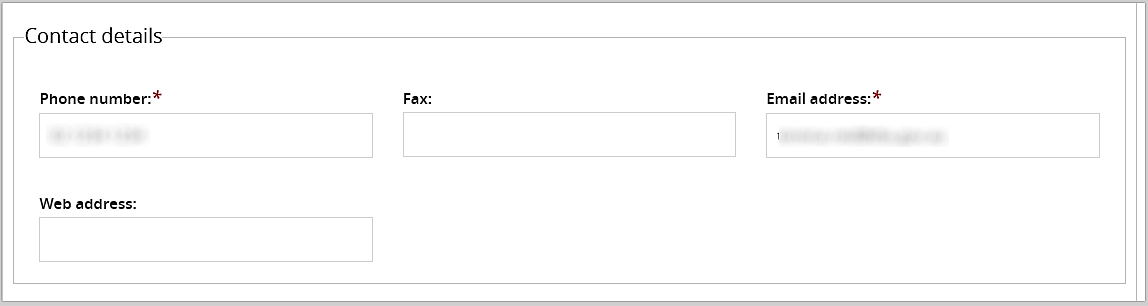 Contact details
Phone number:*
Fax:
Email address:*
Web address: